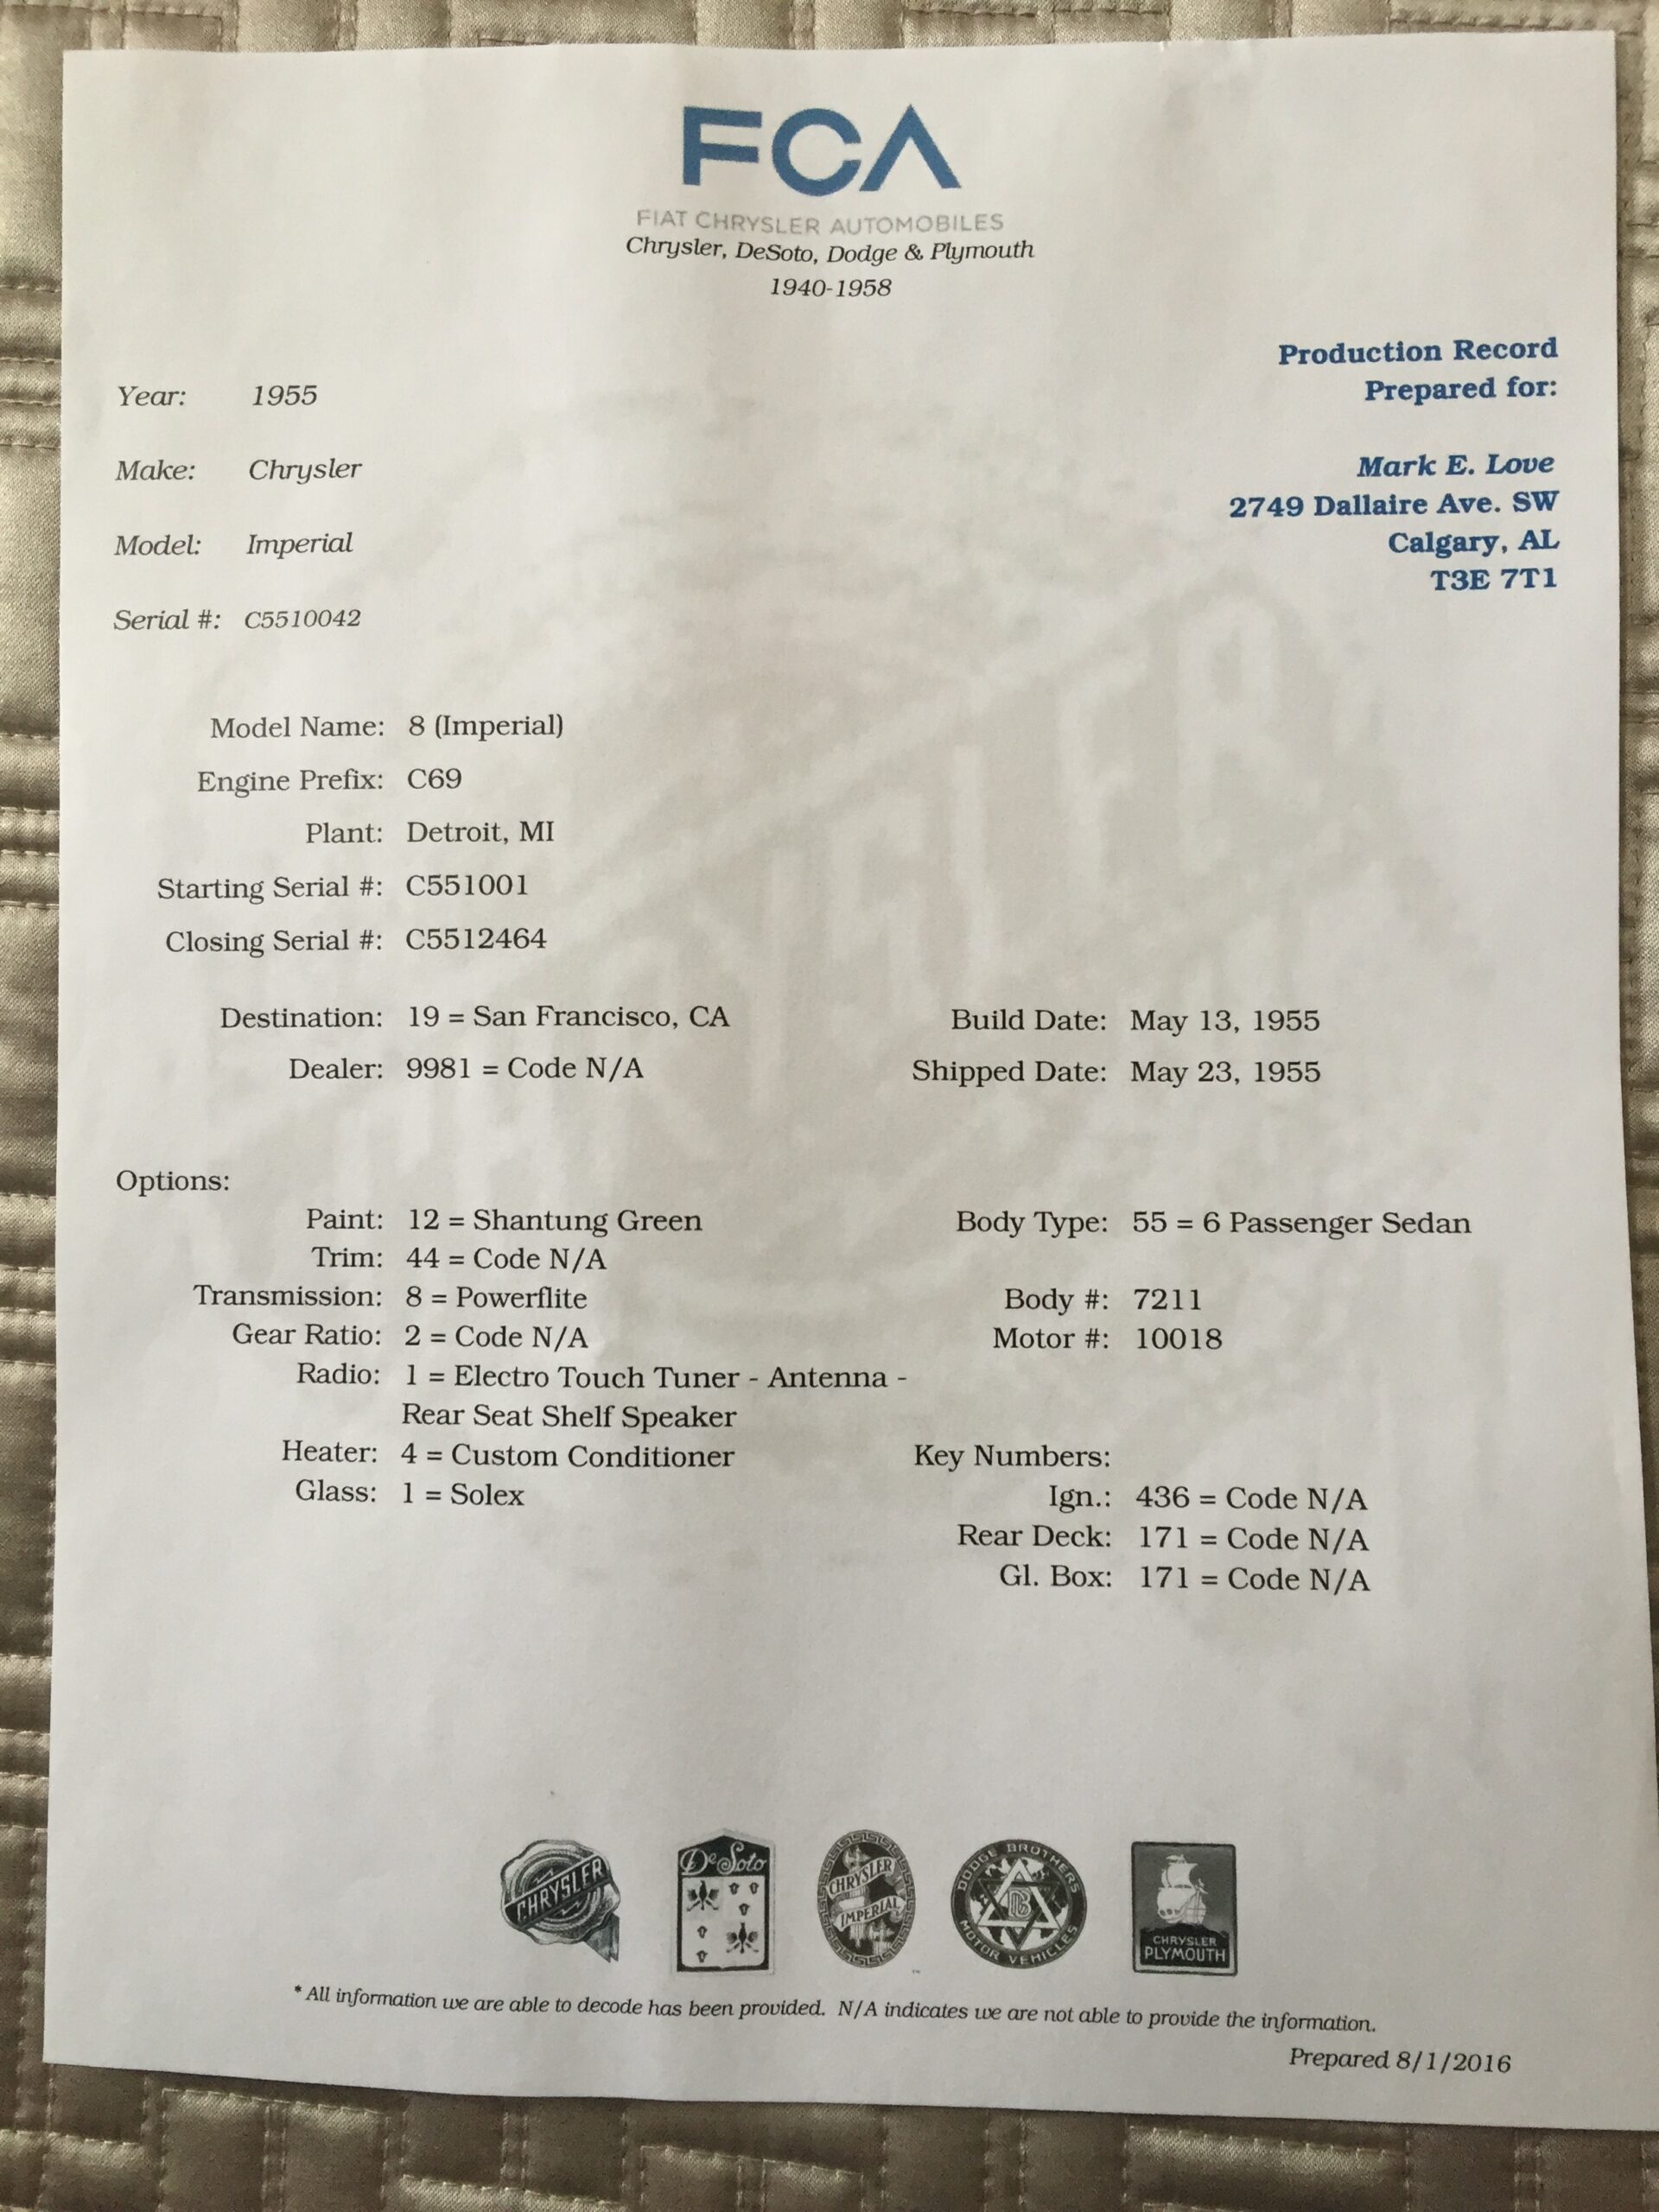 FCA
FIAT CHRYSLER AUTOMOBILES
Chrysler, DeSoto, Dodge & Plymouth
1940-1958
Production Record
Prepared for:
Mark E. Love
2749 Dallaire Ave. SW
Calgary, AL
T3E 7T1
Year: 1955
Make: Chrysler
Model: Imperial
Serial #: C5510042
Model Name: 8 (Imperial)
Engine Prefix: C69
Plant: Detroit, MI
Starting Serial #: C551001
Closing Serial #: C5512464
Destination: 19 = San Francisco, CA Build Date: May 13, 1955
Dealer: 9981 = Code N/A Shipped Date: May 23, 1955
Options:
Paint: 12 = Shantung Green Body Type: 55 = 6 Passenger Sedan
Trim: 44 = Code N/A
Transmission: 8 = Powerflite Body #: 7211
Gear Ratio: 2 = Code N/A Motor #: 10018
Radio: 1 = Electro Touch Tuner - Antenna -
Rear Seat Shelf Speaker
Heater: 4 = Custom Conditioner Key Numbers:
Glass: 1 = Solex Ign.: 436 = Code N/A
Rear Deck: 171 = Code N/A
Gl. Box: 171 = Code N/A
CHRYSLER
De Soto
CHRYSLER
IMPERIAL
DODGE BROTHERS
DB
MOTOR VEHICLES
CHRYSLER
PLYMOUTH
* All information we are able to decode has been provided. N/A indicates we are not able to provide the information.
Prepared 8/1/2016